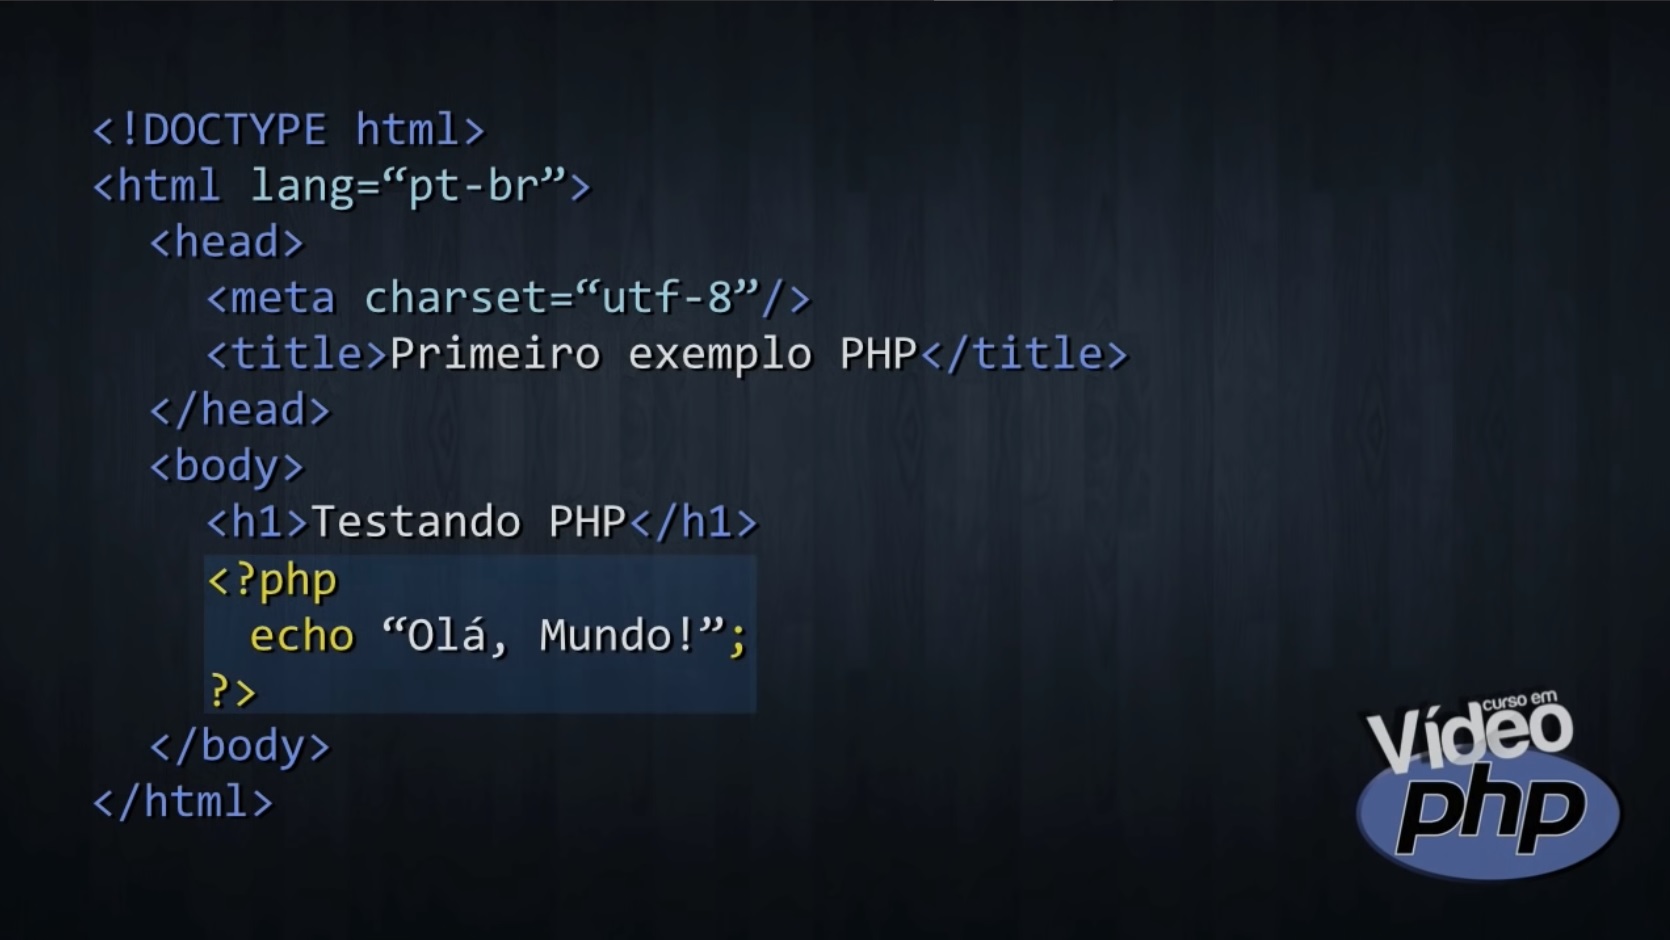 <!DOCTYPE html>
<html lang=“pt-br”>
<head>
<meta charset=“utf-8”/>
<title>Primeiro exemplo PHP</title>
</head>
<body>
<h1>Testando PHP</h1>
<?php
echo “Olá, Mundo!”;
?>
</body>
</html>
curso em
Vídeo
php